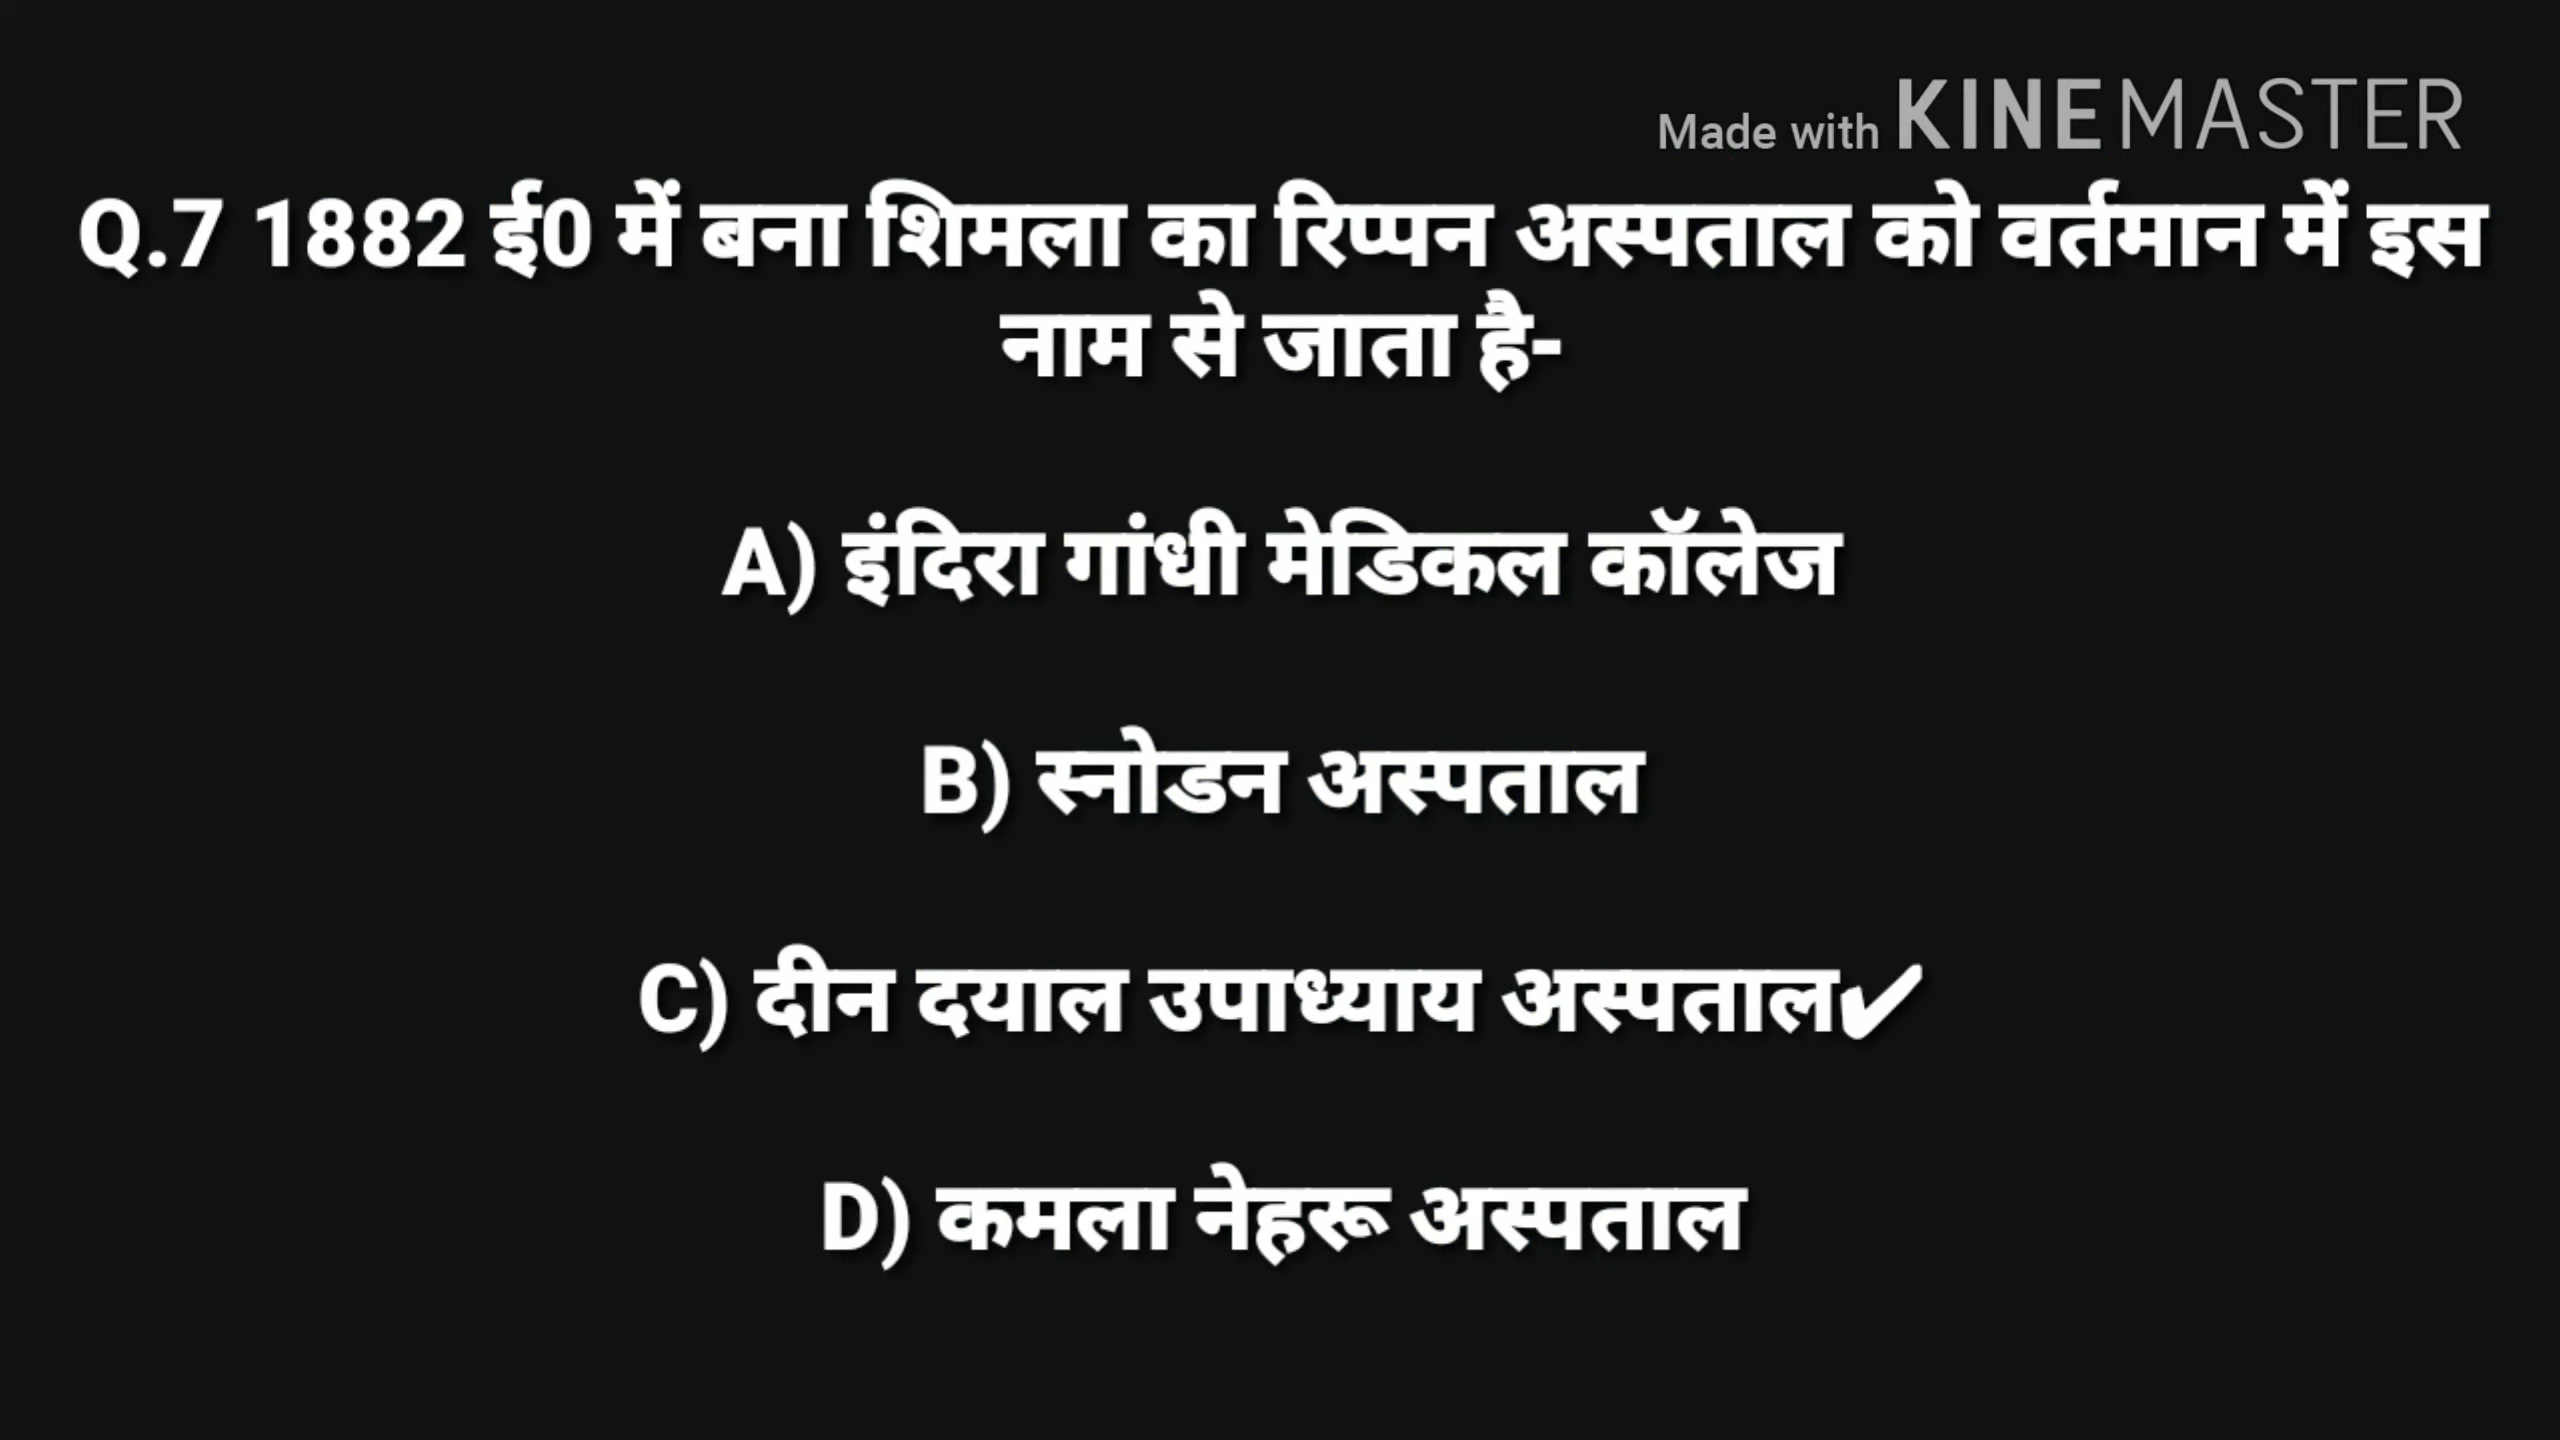 Made with KINEMASTER
Q.7 1882 ई0 में बना शिमला का रिप्पन अस्पताल को वर्तमान में इस
नाम से जाता है-
A) इंदिरा गांधी मेडिकल कॉलेज
B) स्नोडन अस्पताल
C) दीन दयाल उपाध्याय अस्पताल✔
D) कमला नेहरू अस्पताल